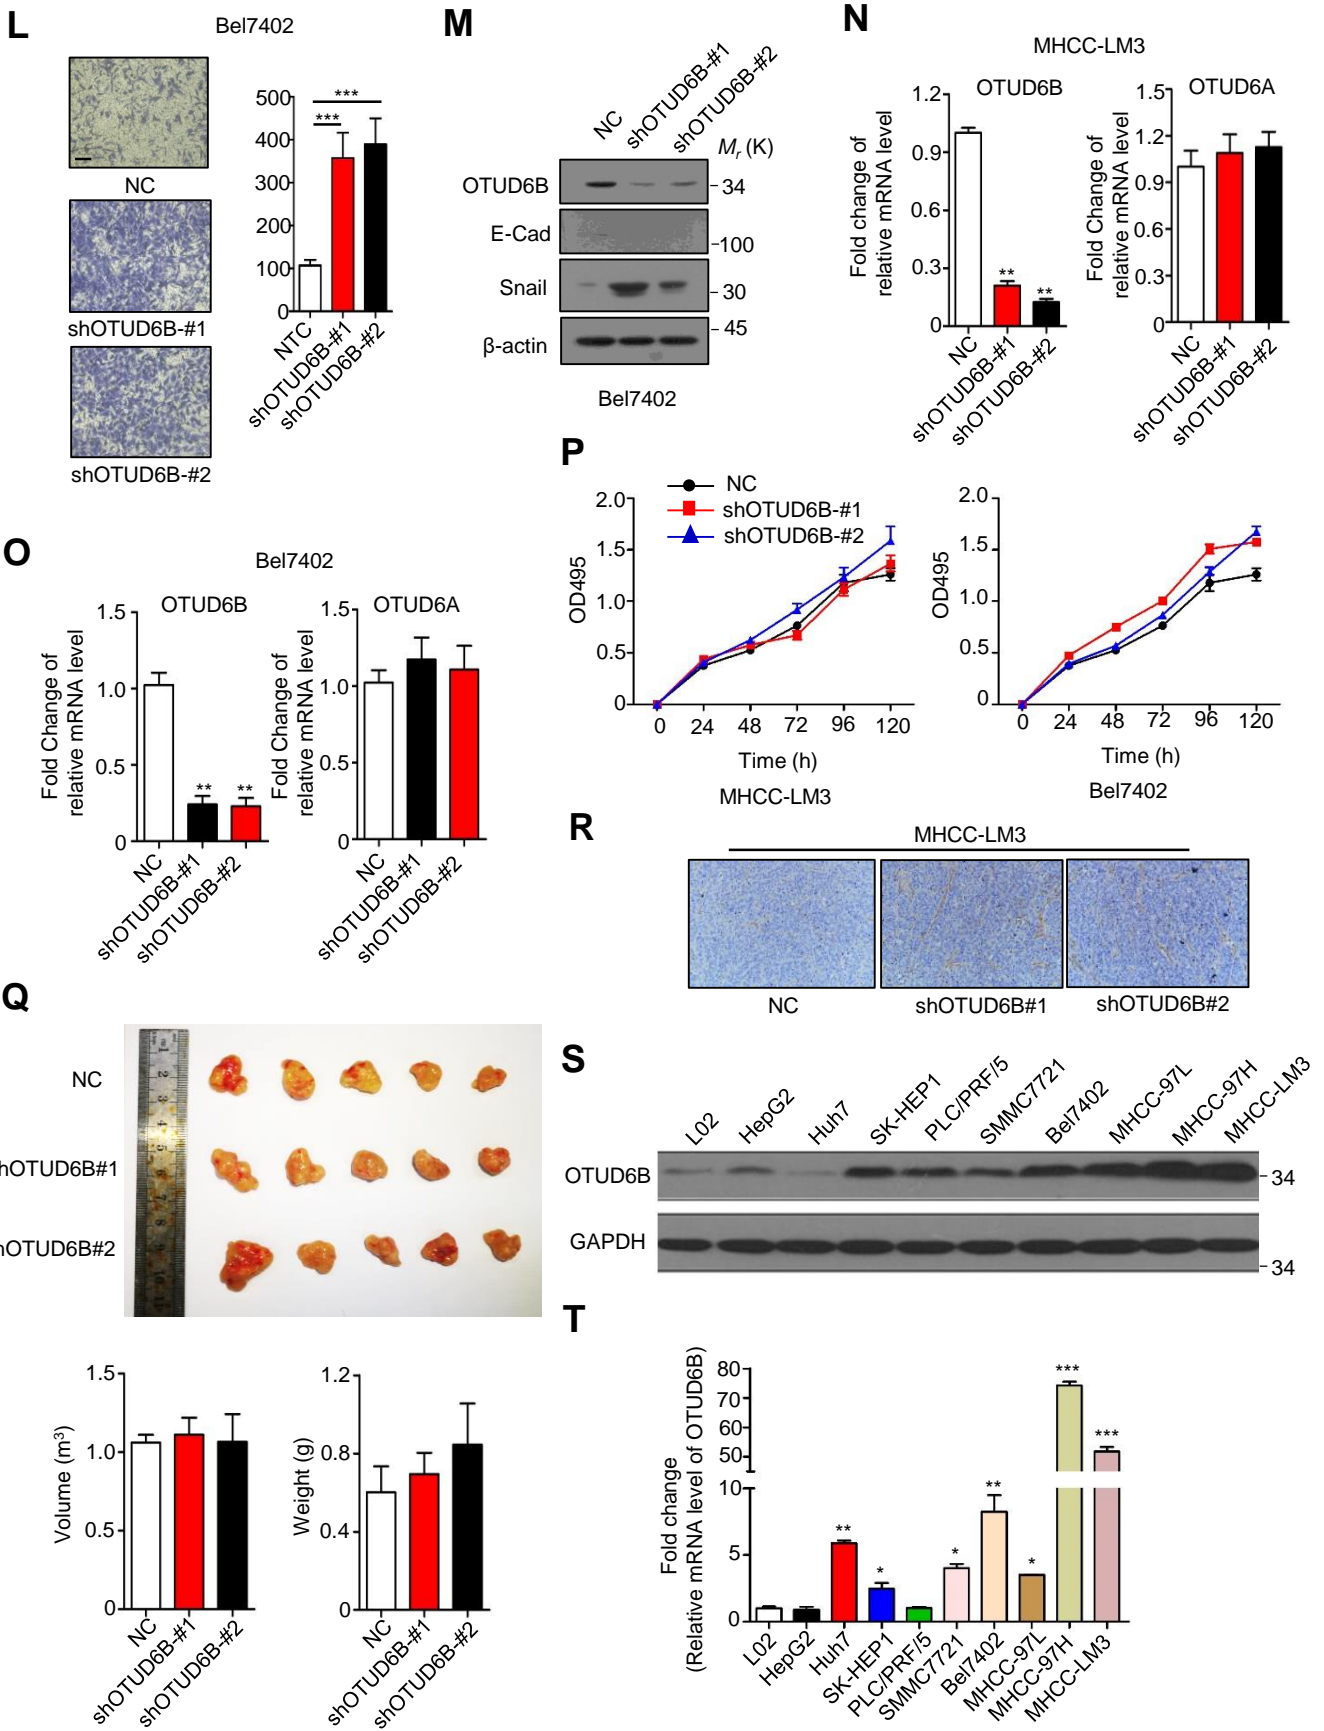 L
Bel7402
NC
shOTUD6B-#1
shOTUD6B-#2
500
400
300
200
100
0
***
***
NTC
shOTUD6B-#1
shOTUD6B-#2
M
NC
shOTUD6B-#1
shOTUD6B-#2
Mr (K)
OTUD6B
34
E-Cad
100
Snail
30
45
β-actin
Bel7402
N
MHCC-LM3
OTUD6B
Fold change of
relative mRNA level
1.2
0.9
0.6
0.3
0
**
**
NC
shOTUD6B-#1
shOTUD6B-#2
OTUD6A
Fold Change of
relative mRNA level
1.5
1.2
0.9
0.6
0.3
0
NC
shOTUD6B-#1
shOTUD6B-#2
O
Bel7402
OTUD6B
Fold Change of
relative mRNA level
1.5
1.0
0.5
0
**
**
NC
shOTUD6B-#1
shOTUD6B-#2
OTUD6A
Fold Change of
relative mRNA level
1.5
1.0
0.5
0
NC
shOTUD6B-#1
shOTUD6B-#2
P
NC
shOTUD6B-#1
shOTUD6B-#2
OD495
2.0
1.5
1.0
0.5
0
0 24 48 72 96 120
Time (h)
MHCC-LM3
OD495
2.0
1.5
1.0
0.5
0
0 24 48 72 96 120
Time (h)
Bel7402
R
MHCC-LM3
NC
shOTUD6B#1
shOTUD6B#2
Q
NC
hOTUD6B#1
hOTUD6B#2
Volume (m³)
1.5
1.0
0.5
0
NC
shOTUD6B-#1
shOTUD6B-#2
Weight (g)
1.2
0.8
0.4
0
NC
shOTUD6B-#1
shOTUD6B-#2
S
L02
HepG2
Huh7
SK-HEP1
PLC/PRF/5
SMMC7721
Bel7402
MHCC-97L
MHCC-97H
MHCC-LM3
OTUD6B
34
GAPDH
34
T
Fold change
(Relative mRNA level of OTUD6B)
80
70
60
50
10
5
0
**
*
*
**
*
***
***
L02
HepG2
Huh7
SK-HEP1
PLC/PRF/5
SMMC7721
Bel7402
MHCC-97L
MHCC-97H
MHCC-LM3